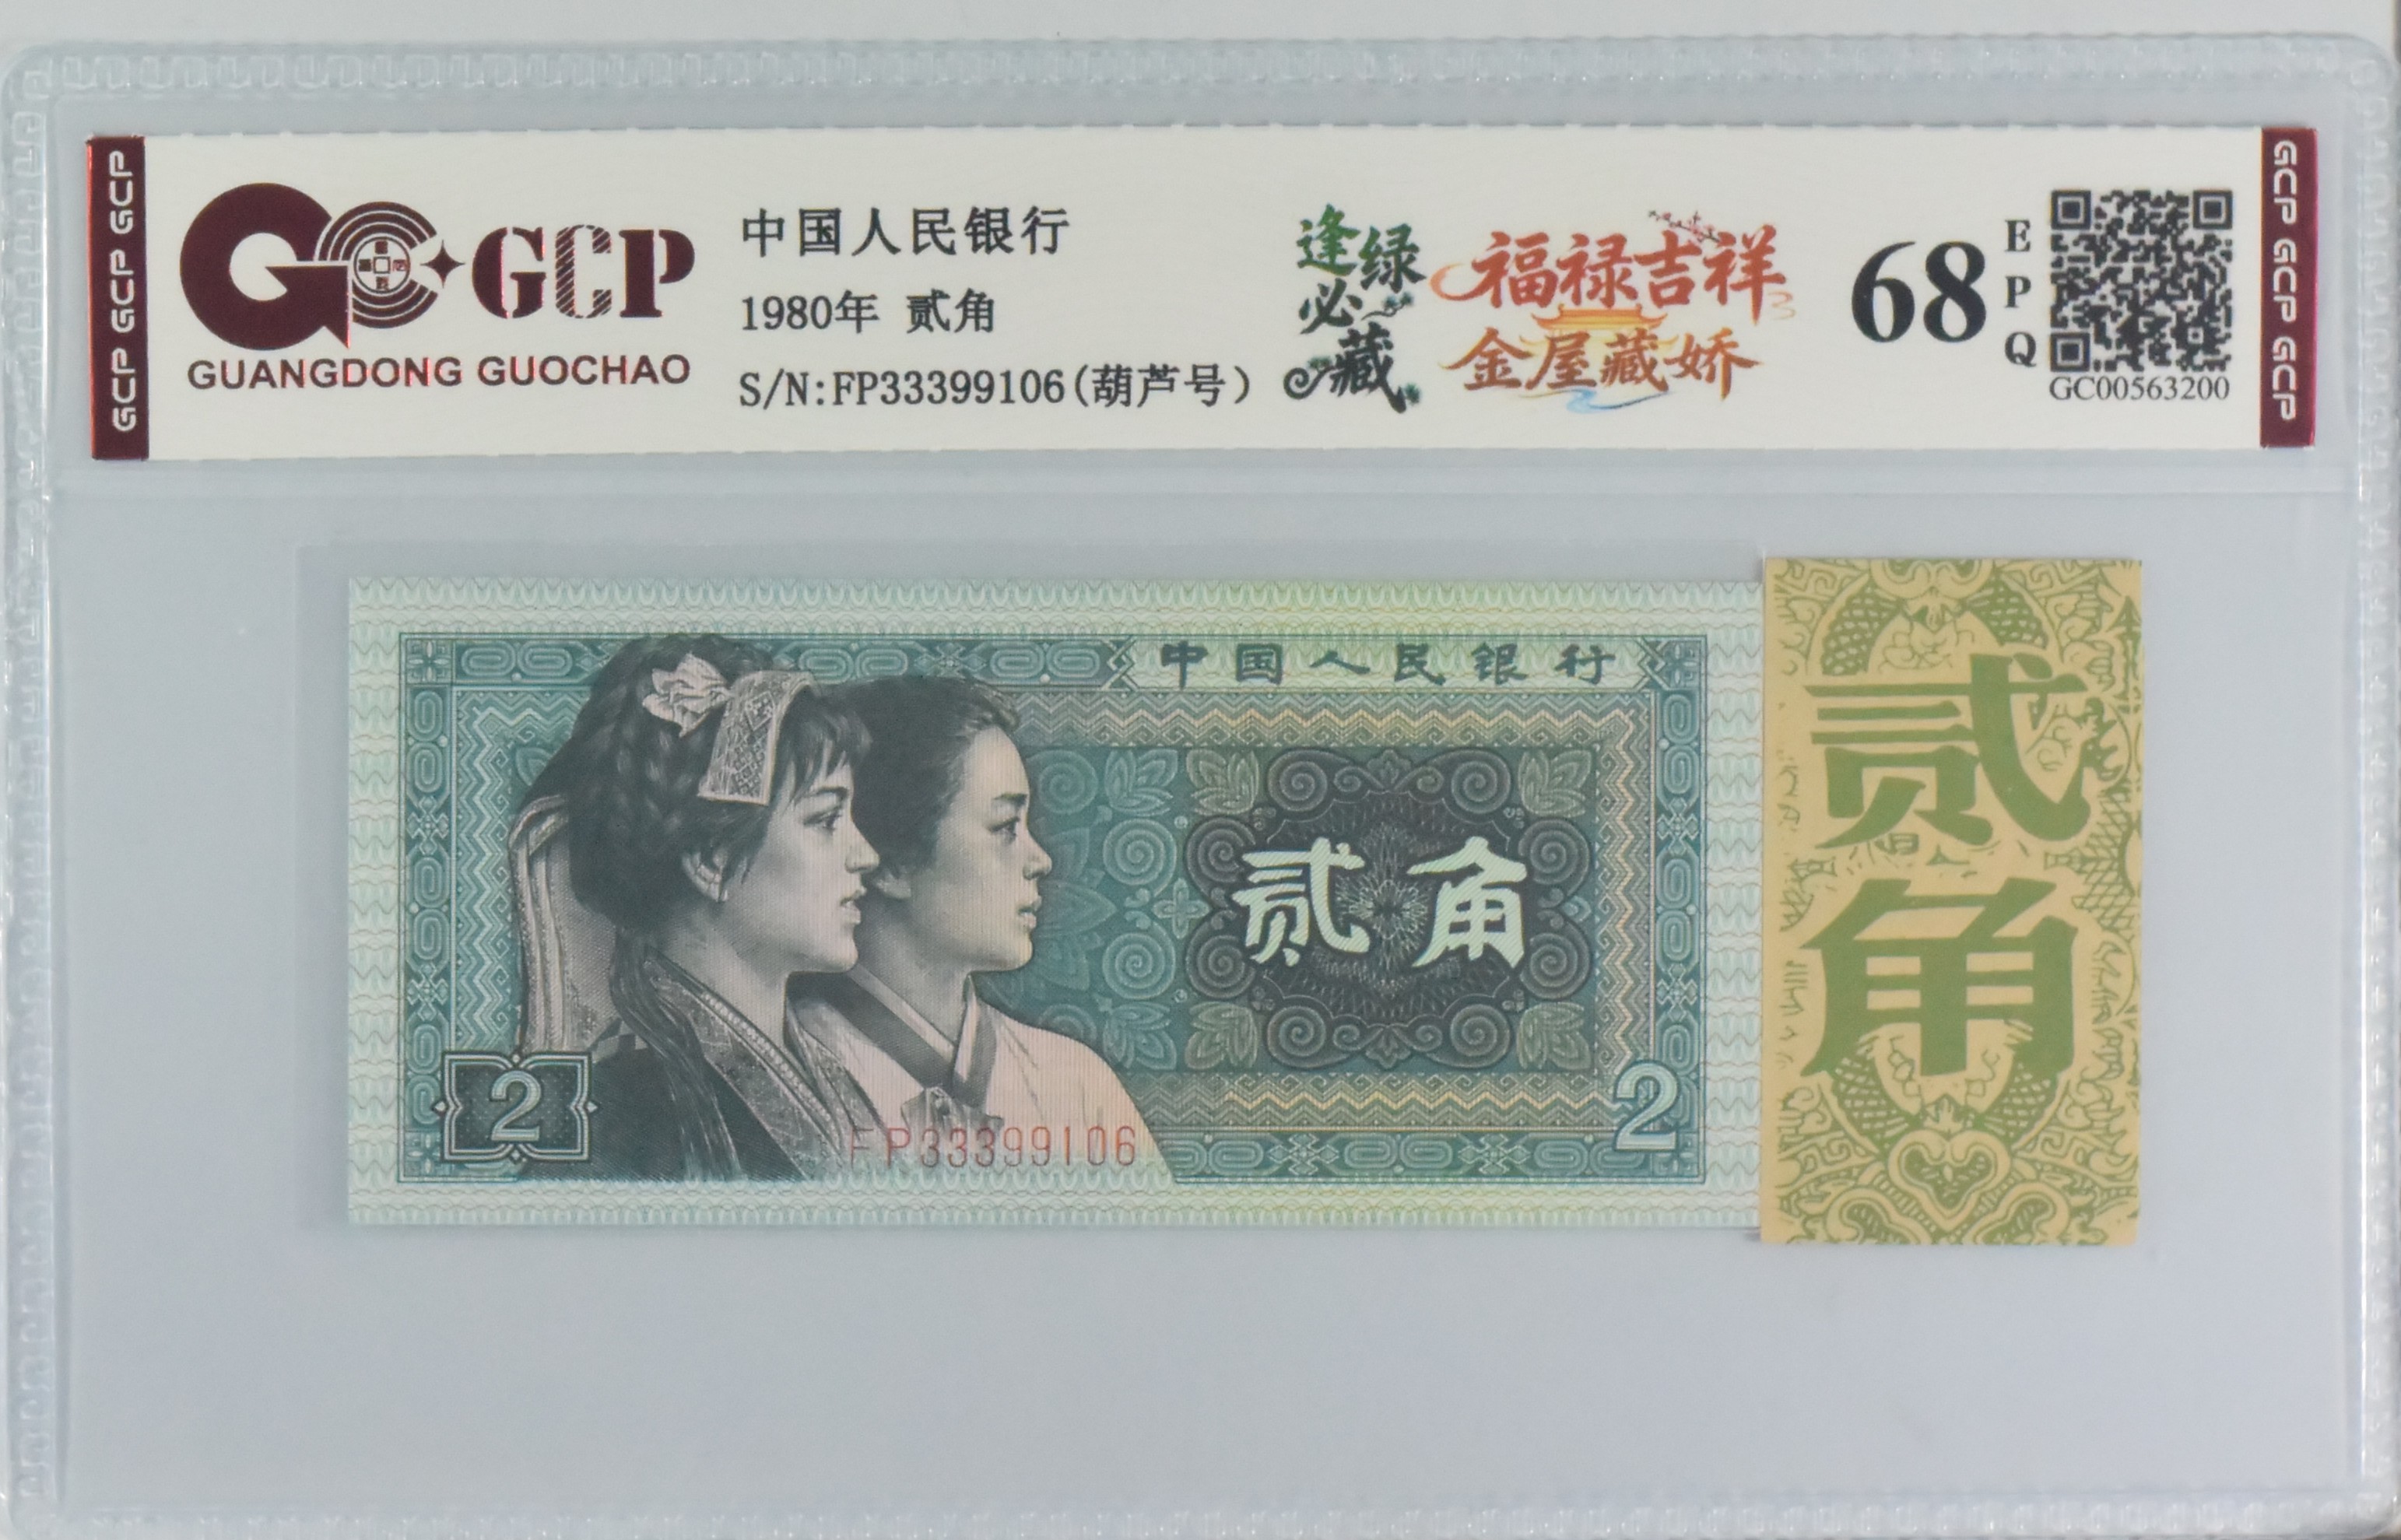 GCP GCP GCP
GCP
GUANGDONG GUOCHAO
中国人民银行
1980年 贰角
S/N:FP33399106(葫芦号)
逢绿必藏
福禄吉祥
金屋藏娇
68
EPQ
GC00563200
GCP GCP GCP
中国人民银行
贰角
2
FP33399106
2
贰角